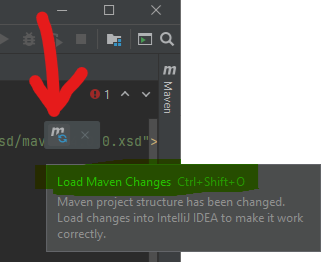 1
m
Maven
m
sd/mav
0.xsd">
Load Maven Changes Ctrl+Shift+O
Maven project structure has been changed.
Load changes into IntelliJ IDEA to make it work
correctly.